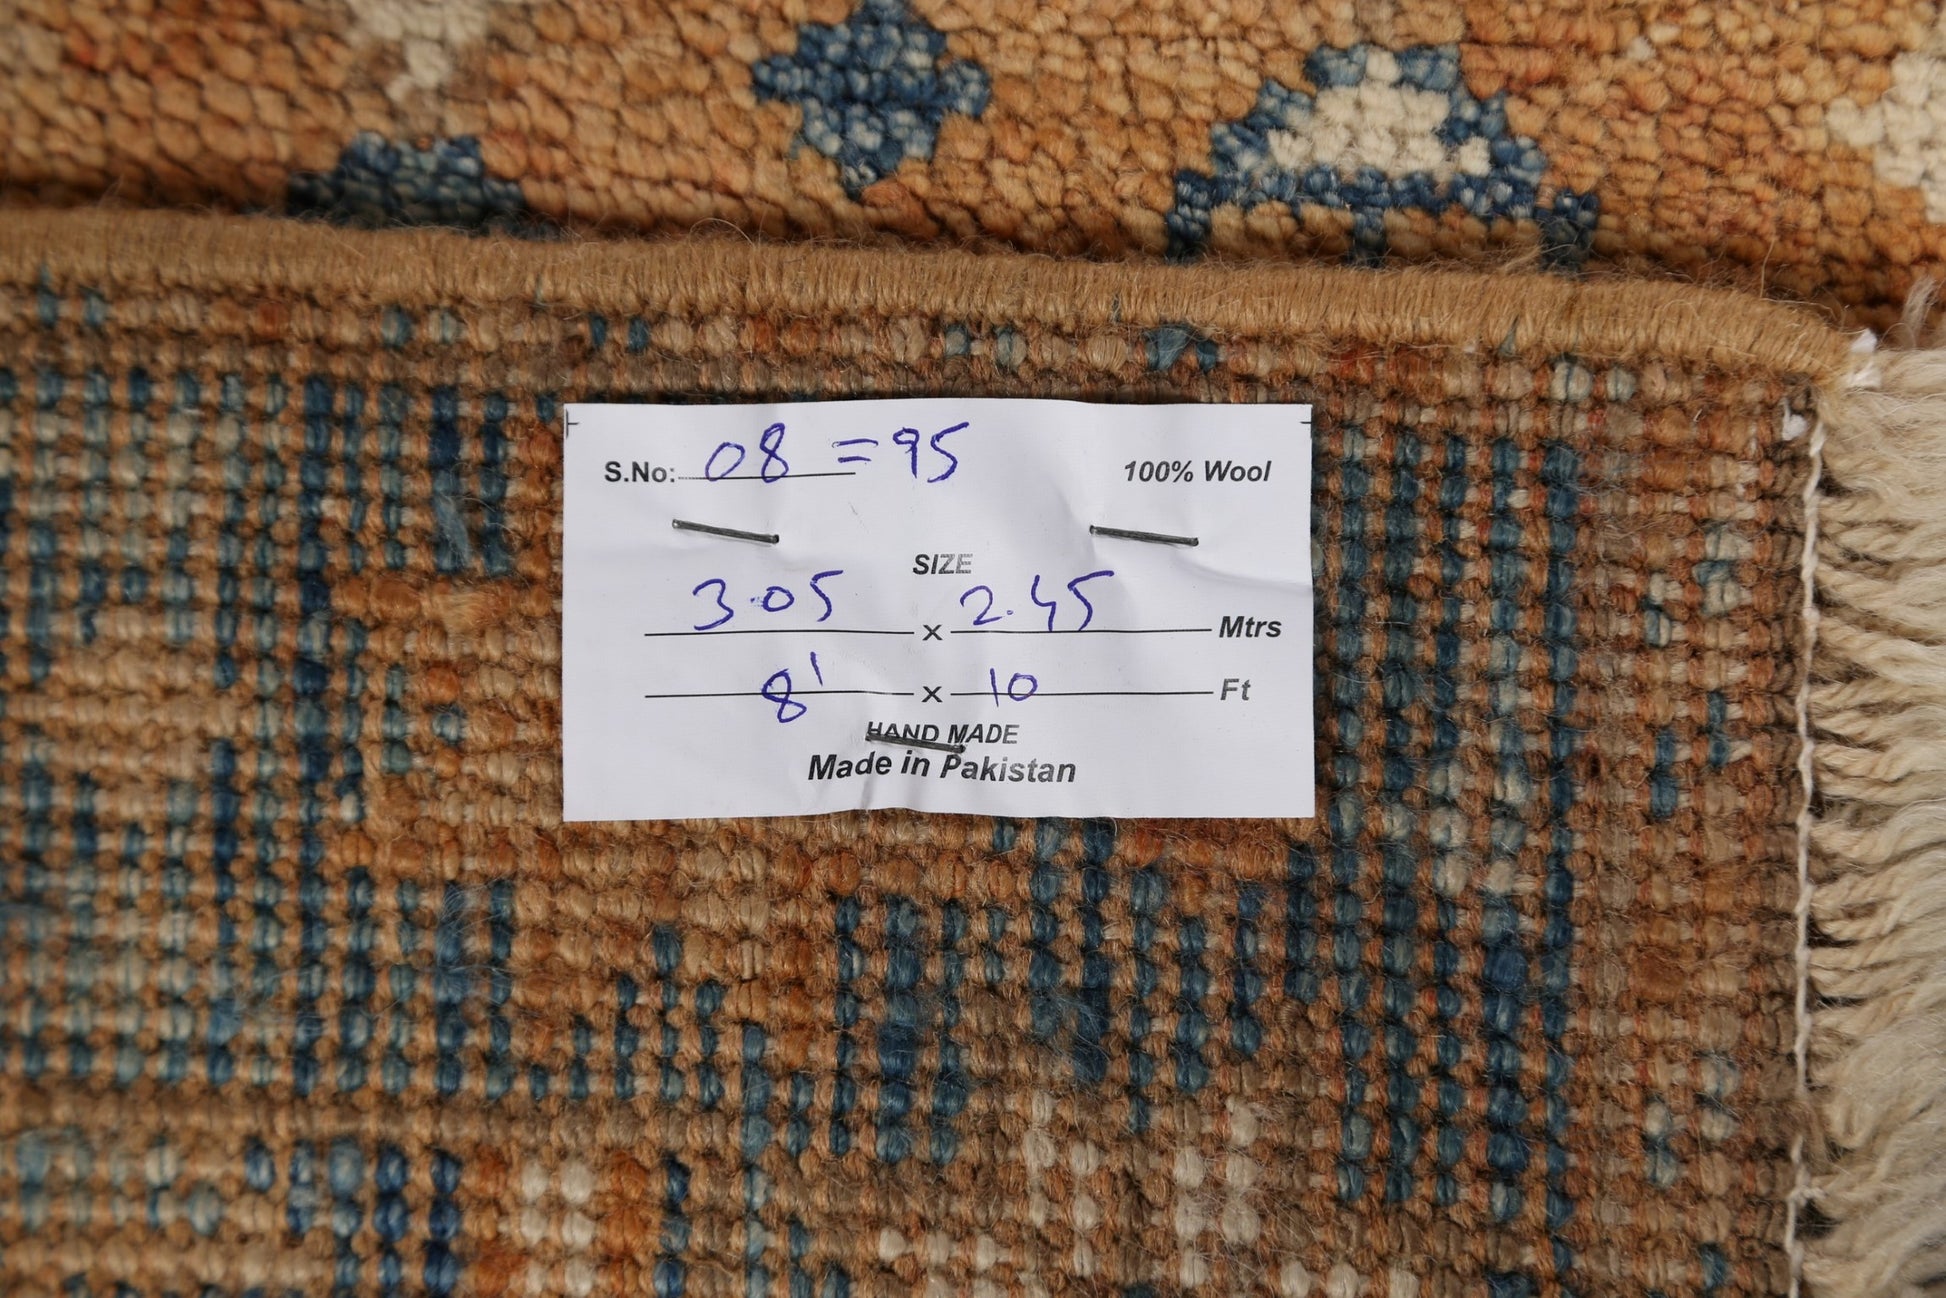 S.No: 08 = 95 100% Wool
SIZE
3.05 x 2.45 Mtrs
8' x 10 Ft
HAND MADE
Made in Pakistan